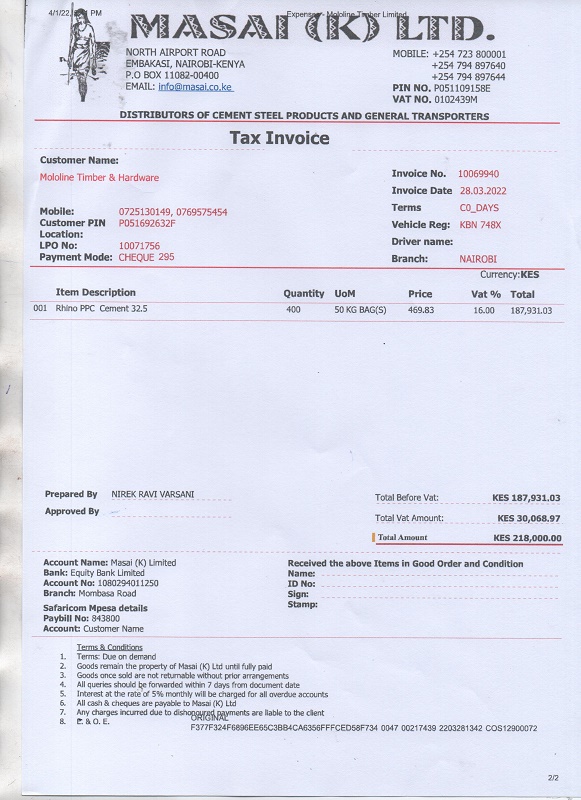 4/1/22, PM Expenses - Mololine Timber Limited
MASAI (K) LTD.
NORTH AIRPORT ROAD
EMBAKASI, NAIROBI-KENYA
P.O BOX 11082-00400
EMAIL: info@masai.co.ke
MOBILE: +254 723 800001
+254 794 897640
+254 794 897644
PIN NO. P051109158E
VAT NO. 0102439M
DISTRIBUTORS OF CEMENT STEEL PRODUCTS AND GENERAL TRANSPORTERS
Tax Invoice
Customer Name:
Mololine Timber & Hardware
Mobile: 0725130149, 0769575454
Customer PIN P051692632F
Location:
LPO No: 10071756
Payment Mode: CHEQUE 295
Invoice No. 10069940
Invoice Date 28.03.2022
Terms C0_DAYS
Vehicle Reg: KBN 748X
Driver name:
Branch: NAIROBI
Currency:KES
Item Description Quantity UoM Price Vat % Total
001 Rhino PPC Cement 32.5 400 50 KG BAG(S) 469.83 16.00 187,931.03
Prepared By NIREK RAVI VARSANI
Approved By
Total Before Vat: KES 187,931.03
Total Vat Amount: KES 30,068.97
Total Amount KES 218,000.00
Account Name: Masai (K) Limited
Bank: Equity Bank Limited
Account No: 1080294011250
Branch: Mombasa Road
Safaricom Mpesa details
Paybill No: 843800
Account: Customer Name
Received the above Items in Good Order and Condition
Name:
ID No:
Sign:
Stamp:
Terms & Conditions
1. Terms: Due on demand
2. Goods remain the property of Masai (K) Ltd until fully paid
3. Goods once sold are not returnable without prior arrangements
4. All queries should be forwarded within 7 days from document date
5. Interest at the rate of 5% monthly will be charged for all overdue accounts
6. All cash & cheques are payable to Masai (K) Ltd
7. Any charges incurred due to dishonoured payments are liable to the client
8. E. & O. E.
ORIGINAL
F377F324F6896EE65C3BB4CA6356FFFCED58F734 0047 00217439 2203281342 COS12900072
2/2